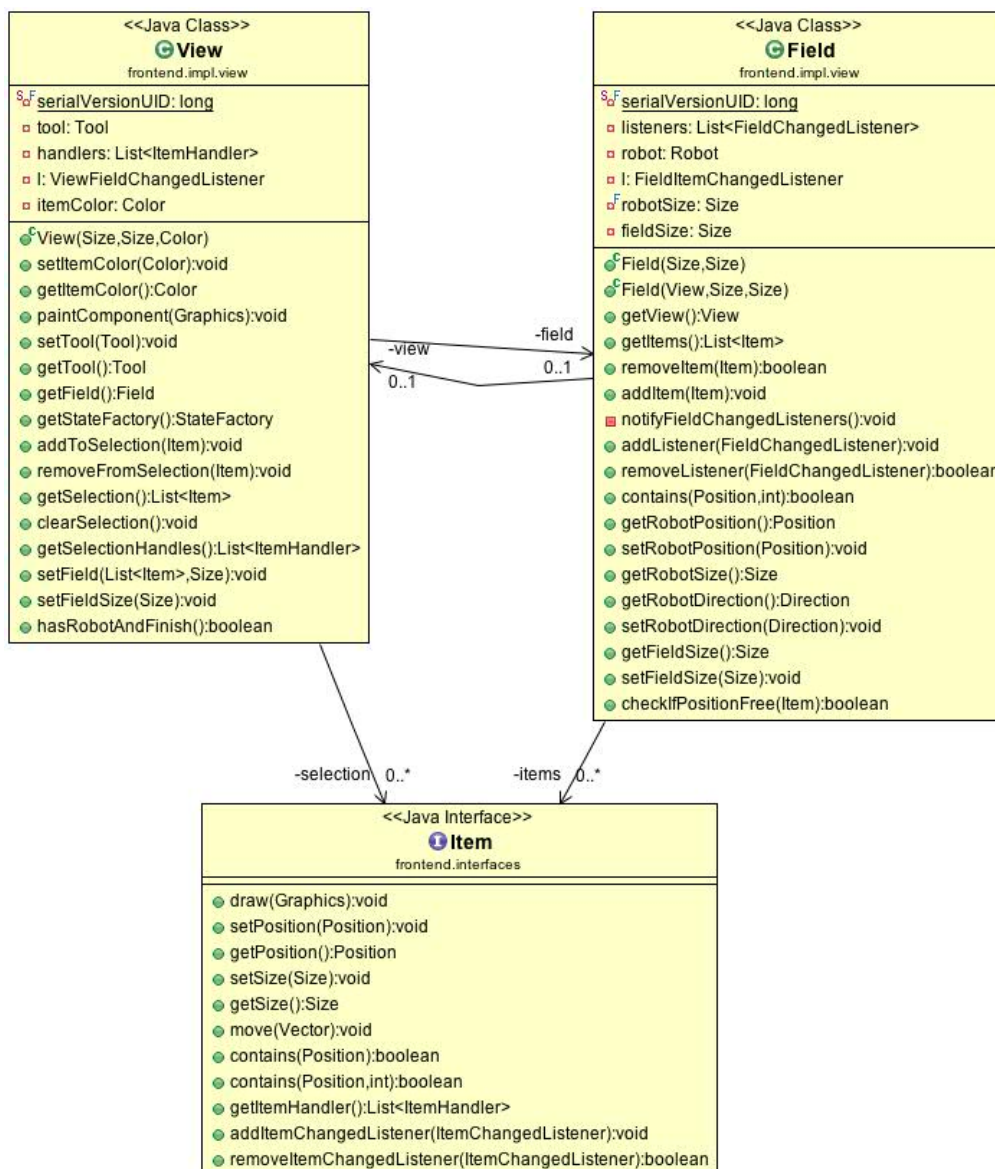 <<Java Class>>
View
frontend.impl.view
serialVersionUID: long
tool: Tool
handlers: List<ItemHandler>
l: ViewFieldChangedListener
itemColor: Color
View(Size,Size,Color)
setItemColor(Color):void
getItemColor():Color
paintComponent(Graphics):void
setTool(Tool):void
getTool():Tool
getField():Field
getStateFactory():StateFactory
addToSelection(Item):void
removeFromSelection(Item):void
getSelection():List<Item>
clearSelection():void
getSelectionHandles():List<ItemHandler>
setField(List<Item>,Size):void
setFieldSize(Size):void
hasRobotAndFinish():boolean
-field
0..1
-view
0..1
<<Java Class>>
Field
frontend.impl.view
serialVersionUID: long
listeners: List<FieldChangedListener>
robot: Robot
l: FieldItemChangedListener
robotSize: Size
fieldSize: Size
Field(Size,Size)
Field(View,Size,Size)
getView():View
getItems():List<Item>
removeItem(Item):boolean
addItem(Item):void
notifyFieldChangedListeners():void
addListener(FieldChangedListener):void
removeListener(FieldChangedListener):boolean
contains(Position,int):boolean
getRobotPosition():Position
setRobotPosition(Position):void
getRobotSize():Size
getRobotDirection():Direction
setRobotDirection(Direction):void
getFieldSize():Size
setFieldSize(Size):void
checkIfPositionFree(Item):boolean
-selection 0..*
-items 0..*
<<Java Interface>>
Item
frontend.interfaces
draw(Graphics):void
setPosition(Position):void
getPosition():Position
setSize(Size):void
getSize():Size
move(Vector):void
contains(Position):boolean
contains(Position,int):boolean
getItemHandler():List<ItemHandler>
addItemChangedListener(ItemChangedListener):void
removeItemChangedListener(ItemChangedListener):boolean